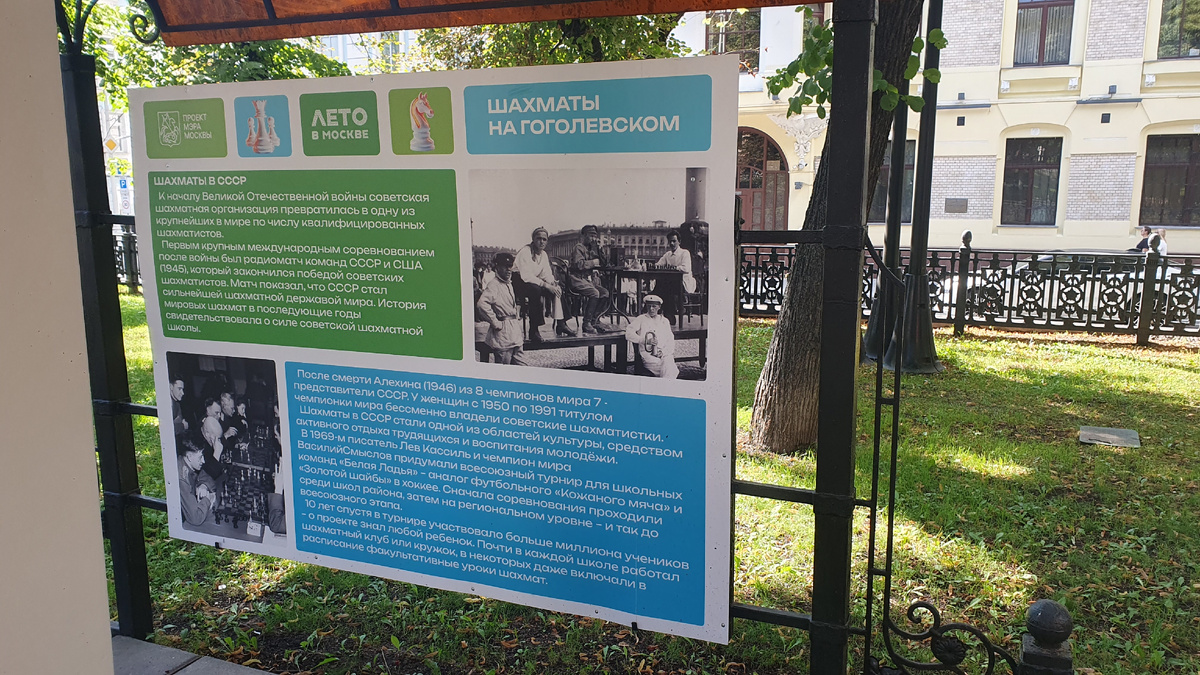 ПРОЕКТ
МЭРА
МОСКВЫ
ЛЕТО
В МОСКВЕ
ШАХМАТЫ
НА ГОГОЛЕВСКОМ
ШАХМАТЫ В СССР
К началу Великой Отечественной войны советская
шахматная организация превратилась в одну из
крупнейших в мире по числу квалифицированных
шахматистов.
Первым крупным международным соревнованием
после войны был радиоматч команд СССР и США
(1945), который закончился победой советских
шахматистов. Матч показал, что СССР стал
сильнейшей шахматной державой мира. История
мировых шахмат в последующие годы
свидетельствовала о силе советской шахматной
школы.
После смерти Алехина (1946) из 8 чемпионов мира 7 -
представители СССР. У женщин с 1950 по 1991 титулом
чемпионки мира бессменно владели советские шахматистки.
Шахматы в СССР стали одной из областей культуры, средством
активного отдыха трудящихся и воспитания молодёжи.
В 1969-м писатель Лев Кассиль и чемпион мира
ВасилийСмыслов придумали всесоюзный турнир для школьных
команд «Белая Ладья» - аналог футбольного «Кожаного мяча» и
«Золотой шайбы» в хоккее. Сначала соревнования проходили
среди школ района, затем на региональном уровне - и так до
всесоюзного этапа.
10 лет спустя в турнире участвовало больше миллиона учеников
- о проекте знал любой ребенок. Почти в каждой школе работал
шахматный клуб или кружок, в некоторых даже включали в
расписание факультативные уроки шахмат.